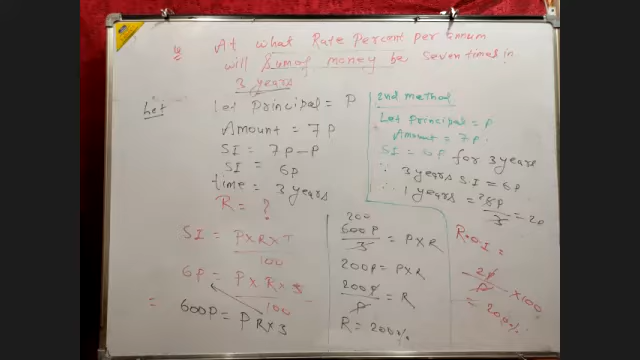 Q At what Rate Percent per annum
will Sum of money be seven times in
3 years
Let
Let Principal = P
Amount = 7P
SI = 7P - P
SI = 6P
time = 3 years
R = ?
SI = P×R×T
100
6P = P×R×3
100
= 600P = P R×3
200
600P = P×R
3
200P = P×R
200P = R
P
R = 200%
2nd method
Let Principal = P
Amount = 7P
SI = 6P for 3 years
∵ 3 years SI = 6P
∴ 1 years = 6P = 2P
3
R.O.I =
2P × 100
P
= 200%